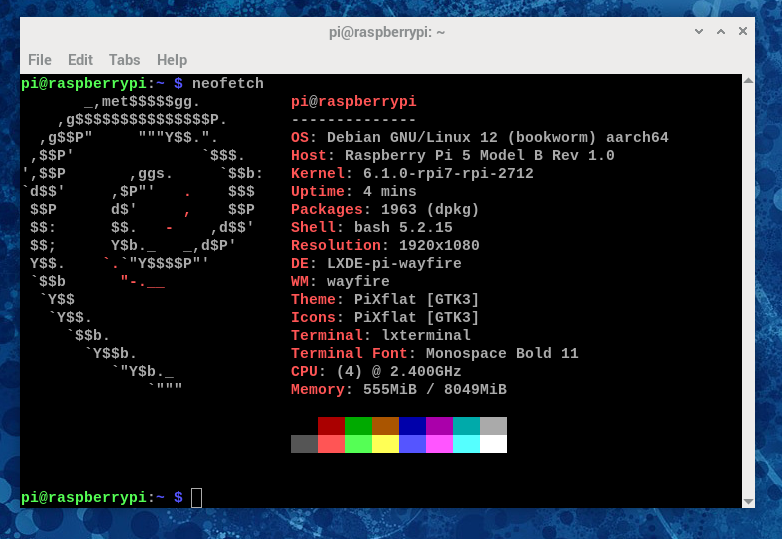 pi@raspberrypi: ~
File Edit Tabs Help
pi@raspberrypi:~ $ neofetch
       _,met$$$$$gg.          pi@raspberrypi
    ,g$$$$$$$$$$$$$$$P.       --------------
  ,g$$P"     """Y$$.".        OS: Debian GNU/Linux 12 (bookworm) aarch64
 ,$$P'              `$$$.     Host: Raspberry Pi 5 Model B Rev 1.0
',$$P       ,ggs.     `$$b:   Kernel: 6.1.0-rpi7-rpi-2712
`d$$'     ,$P"'   .    $$$    Uptime: 4 mins
 $$P      d$'     ,    $$P    Packages: 1963 (dpkg)
 $$:      $$.   -    ,d$$'    Shell: bash 5.2.15
 $$;      Y$b._   _,d$P'      Resolution: 1920x1080
 Y$$.    `.`"Y$$$$P"'         DE: LXDE-pi-wayfire
 `$$b      "-.__              WM: wayfire
  `Y$$                        Theme: PiXflat [GTK3]
   `Y$$.                      Icons: PiXflat [GTK3]
     `$$b.                    Terminal: lxterminal
       `Y$$b.                 Terminal Font: Monospace Bold 11
          `"Y$b._             CPU: (4) @ 2.400GHz
              `"""            Memory: 555MiB / 8049MiB
pi@raspberrypi:~ $